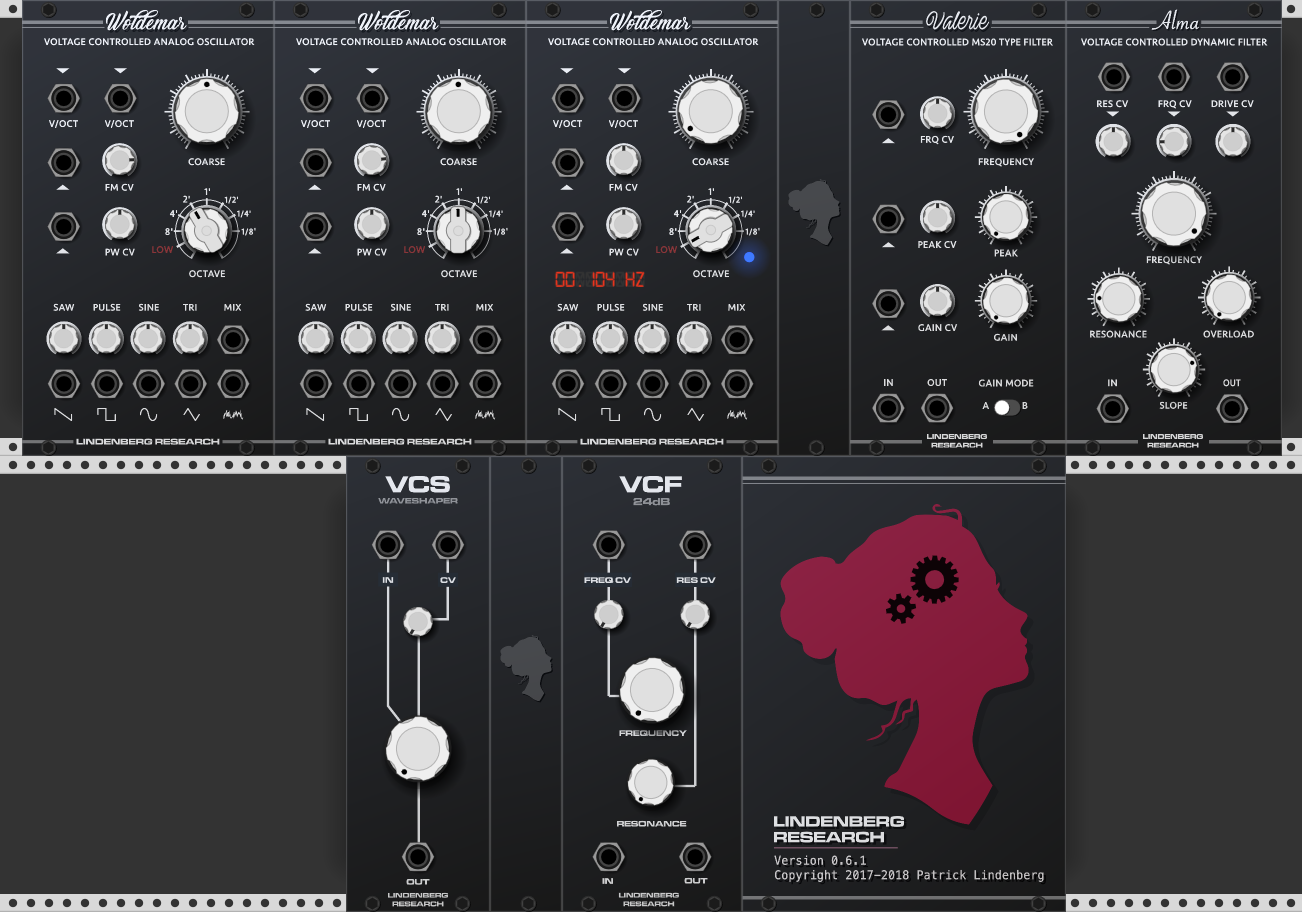 Woldemar
VOLTAGE CONTROLLED ANALOG OSCILLATOR
V/OCT V/OCT
COARSE
FM CV
1'
2' 1/2'
4' 1/4'
8' 1/8'
LOW
PW CV
OCTAVE
SAW PULSE SINE TRI MIX
LINDENBERG RESEARCH
Woldemar
VOLTAGE CONTROLLED ANALOG OSCILLATOR
V/OCT V/OCT
COARSE
FM CV
1'
2' 1/2'
4' 1/4'
8' 1/8'
LOW
PW CV
OCTAVE
SAW PULSE SINE TRI MIX
LINDENBERG RESEARCH
Woldemar
VOLTAGE CONTROLLED ANALOG OSCILLATOR
V/OCT V/OCT
COARSE
FM CV
1'
2' 1/2'
4' 1/4'
8' 1/8'
LOW
PW CV
OCTAVE
00. 104 HZ
SAW PULSE SINE TRI MIX
LINDENBERG RESEARCH
Valerie
VOLTAGE CONTROLLED MS20 TYPE FILTER
FRQ CV
FREQUENCY
PEAK CV
PEAK
GAIN CV
GAIN
IN OUT GAIN MODE
A B
LINDENBERG
RESEARCH
Alma
VOLTAGE CONTROLLED DYNAMIC FILTER
RES CV FRQ CV DRIVE CV
FREQUENCY
RESONANCE OVERLOAD
IN OUT
SLOPE
LINDENBERG
RESEARCH
VCS
WAVESHAPER
IN CV
OUT
LINDENBERG
RESEARCH
VCF
24dB
FREQ CV RES CV
FREQUENCY
RESONANCE
IN OUT
LINDENBERG
RESEARCH
LINDENBERG
RESEARCH
Version 0.6.1
Copyright 2017-2018 Patrick Lindenberg